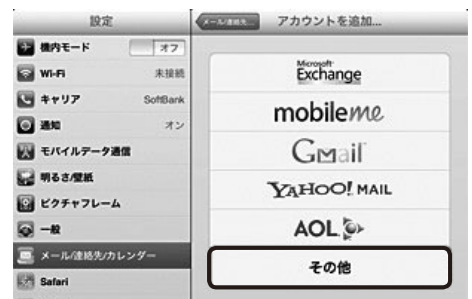 設定
機内モード オフ
Wi-Fi 未接続
キャリア SoftBank
通知 オン
モバイルデータ通信
明るさ/壁紙
ピクチャフレーム
一般
メール/連絡先/カレンダー
Safari
メール/連絡先... アカウントを追加...
Microsoft
Exchange
mobileme
Gmail
YAHOO! MAIL
AOL
その他